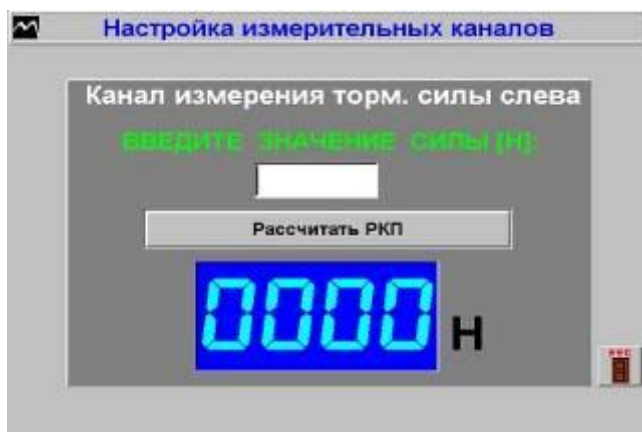 Настройка измерительных каналов
Канал измерения торм. силы слева
ВВЕДИТЕ ЗНАЧЕНИЕ СИЛЫ [Н]:
Рассчитать РКП
0000 Н